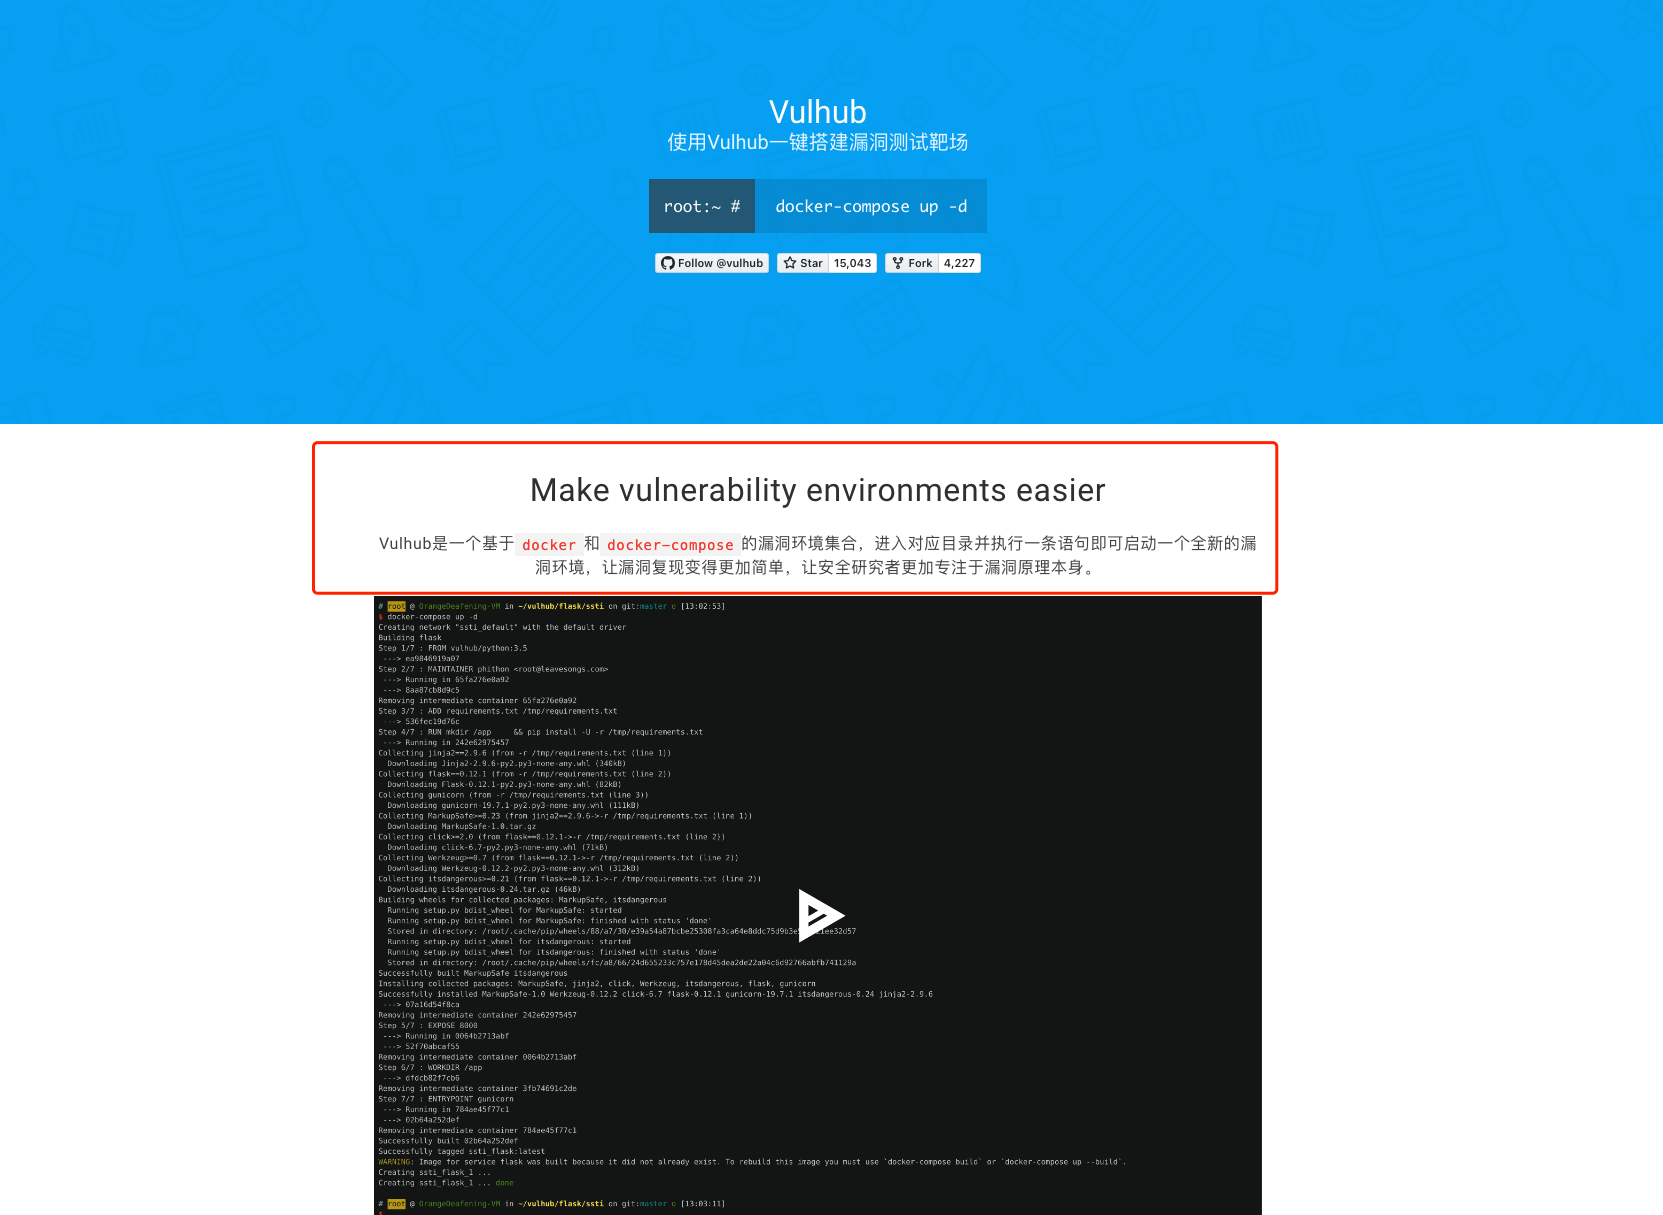 Vulhub
使用Vulhub一键搭建漏洞测试靶场
root:~ # docker-compose up -d
Follow @vulhub Star 15,043 Fork 4,227
Make vulnerability environments easier
Vulhub是一个基于 docker 和 docker-compose 的漏洞环境集合，进入对应目录并执行一条语句即可启动一个全新的漏
洞环境，让漏洞复现变得更加简单，让安全研究者更加专注于漏洞原理本身。
# root @ OrangeDeafening-VM in ~/vulhub/flask/ssti on git:master o [13:02:53]
$ docker-compose up -d
Creating network "ssti_default" with the default driver
Building flask
Step 1/7 : FROM vulhub/python:3.5
---> ea9846919a07
Step 2/7 : MAINTAINER phithon <root@leavesongs.com>
---> Running in 65fa276e0a92
---> 8aa87cb8d9c5
Removing intermediate container 65fa276e0a92
Step 3/7 : ADD requirements.txt /tmp/requirements.txt
---> 536fec19d76c
Step 4/7 : RUN mkdir /app     && pip install -U -r /tmp/requirements.txt
---> Running in 242e62975457
Collecting jinja2==2.9.6 (from -r /tmp/requirements.txt (line 1))
Downloading Jinja2-2.9.6-py2.py3-none-any.whl (340kB)
Collecting flask==0.12.1 (from -r /tmp/requirements.txt (line 2))
Downloading Flask-0.12.1-py2.py3-none-any.whl (82kB)
Collecting gunicorn (from -r /tmp/requirements.txt (line 3))
Downloading gunicorn-19.7.1-py2.py3-none-any.whl (111kB)
Collecting MarkupSafe>=0.23 (from jinja2==2.9.6->-r /tmp/requirements.txt (line 1))
Downloading MarkupSafe-1.0.tar.gz
Collecting click>=2.0 (from flask==0.12.1->-r /tmp/requirements.txt (line 2))
Downloading click-6.7-py2.py3-none-any.whl (71kB)
Collecting Werkzeug>=0.7 (from flask==0.12.1->-r /tmp/requirements.txt (line 2))
Downloading Werkzeug-0.12.2-py2.py3-none-any.whl (312kB)
Collecting itsdangerous>=0.21 (from flask==0.12.1->-r /tmp/requirements.txt (line 2))
Downloading itsdangerous-0.24.tar.gz (46kB)
Building wheels for collected packages: MarkupSafe, itsdangerous
Running setup.py bdist_wheel for MarkupSafe: started
Running setup.py bdist_wheel for MarkupSafe: finished with status 'done'
Stored in directory:
Running setup.py bdist_wheel for itsdangerous: started
Running setup.py bdist_wheel for itsdangerous: finished with status 'done'
Stored in directory: /root/.cache/pip/wheels/fc/a8/66/24d655233c757e178d45dea2de22a04c6d92766abfb741129a
Successfully built MarkupSafe itsdangerous
Installing collected packages: MarkupSafe, jinja2, click, Werkzeug, itsdangerous, flask, gunicorn
Successfully installed MarkupSafe-1.0 Werkzeug-0.12.2 click-6.7 flask-0.12.1 gunicorn-19.7.1 itsdangerous-0.24 jinja2-2.9.6
---> 07a16d54f8ca
Removing intermediate container 242e62975457
Step 5/7 : EXPOSE 8000
---> Running in 0064b2713abf
---> 52f70abcaf55
Removing intermediate container 0064b2713abf
Step 6/7 : WORKDIR /app
---> dfdcb82f7cb6
Removing intermediate container 3fb74691c2de
Step 7/7 : ENTRYPOINT gunicorn
---> Running in 784ae45f77c1
---> 02b64a252def
Removing intermediate container 784ae45f77c1
Successfully built 02b64a252def
Successfully tagged ssti_flask:latest
WARNING: Image for service flask was built because it did not already exist. To rebuild this image you must use `docker-compose build` or `docker-compose up --build`.
Creating ssti_flask_1 ...
Creating ssti_flask_1 ... done
# root @ OrangeDeafening-VM in ~/vulhub/flask/ssti on git:master o [13:03:11]